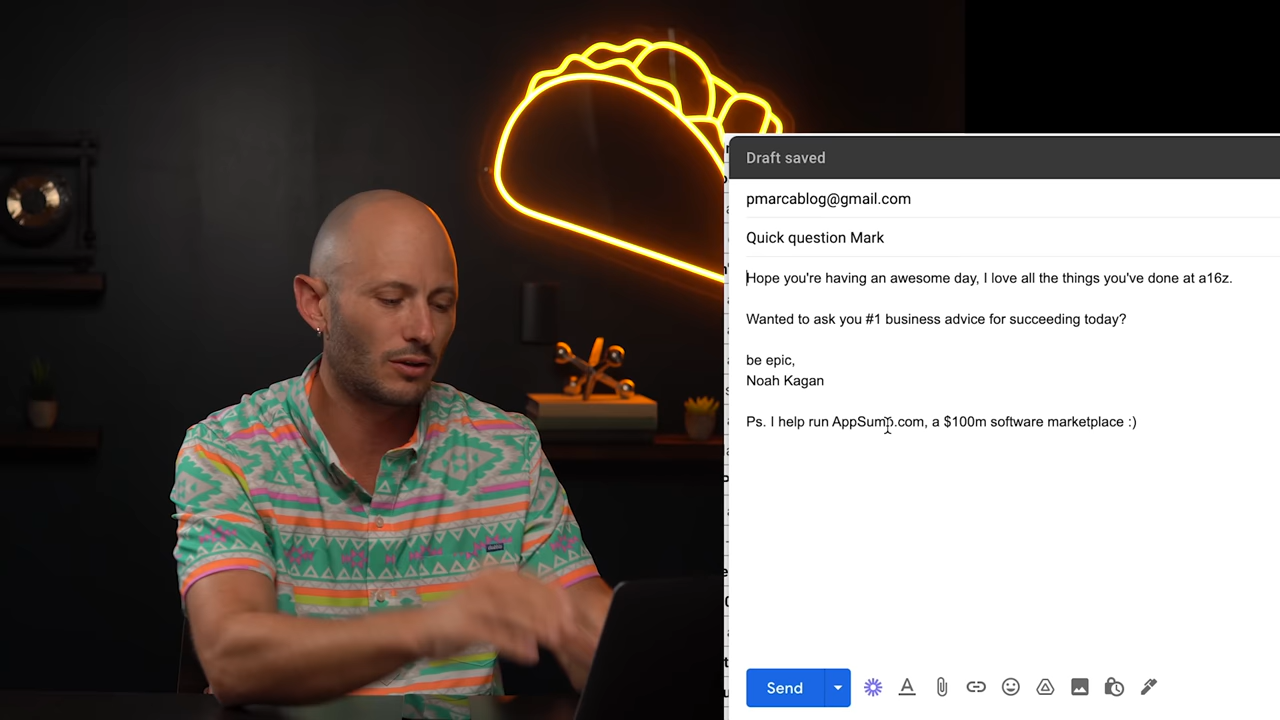 Draft saved
pmarcablog@gmail.com
Quick question Mark
Hope you're having an awesome day, I love all the things you've done at a16z.
Wanted to ask you #1 business advice for succeeding today?
be epic,
Noah Kagan
Ps. I help run AppSumo.com, a $100m software marketplace :)
Send